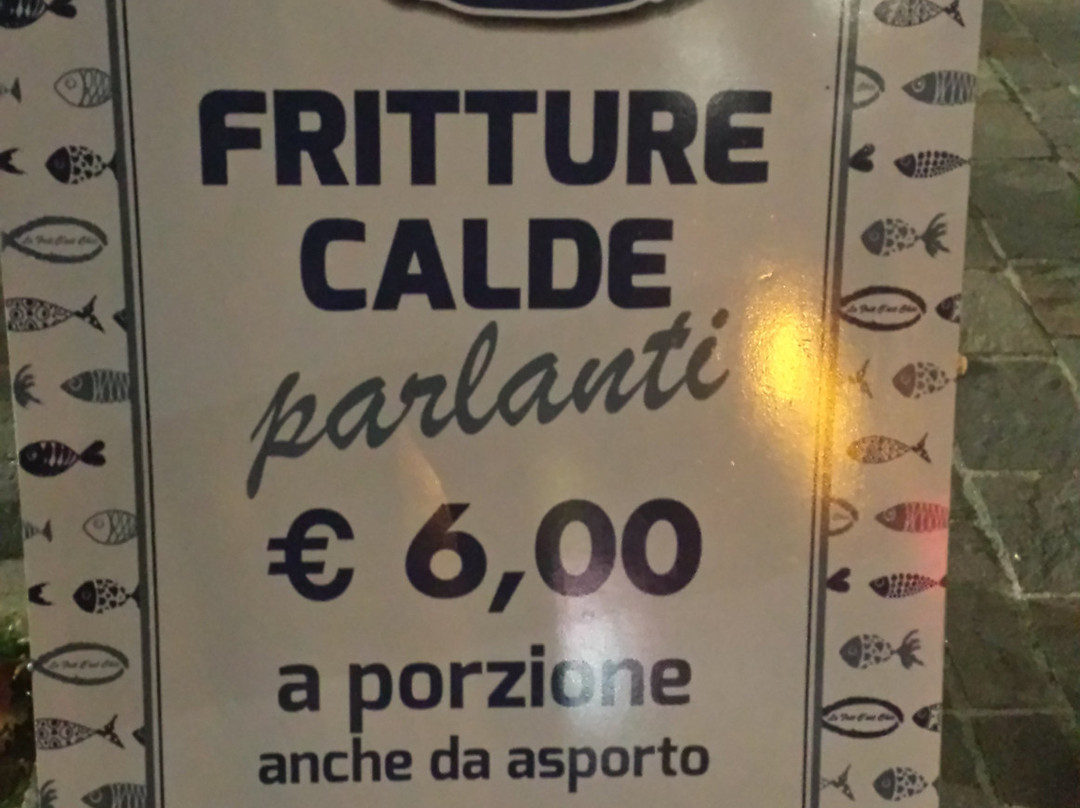 FRITTURE
CALDE
parlanti
€ 6,00
a porzione
anche da asporto